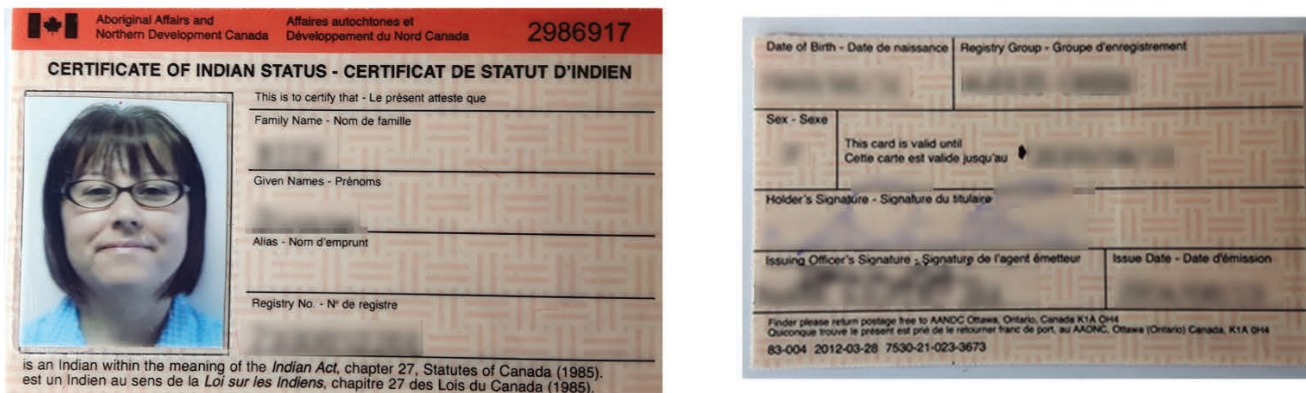 Aboriginal Affairs and
Northern Development Canada
Affaires autochtones et
Développement du Nord Canada
2986917
CERTIFICATE OF INDIAN STATUS - CERTIFICAT DE STATUT D'INDIEN
This is to certify that - Le présent atteste que
Family Name - Nom de famille
Given Names - Prénoms
Alias - Nom d'emprunt
Registry No. - N° de registre
is an Indian within the meaning of the Indian Act, chapter 27, Statutes of Canada (1985).
est un Indien au sens de la Loi sur les Indiens, chapitre 27 des Lois du Canada (1985).
Date of Birth - Date de naissance
Registry Group - Groupe d'enregistrement
Sex - Sexe
This card is valid until
Cette carte est valide jusqu'au
Holder's Signature - Signature du titulaire
Issuing Officer's Signature - Signature de l'agent émetteur
Issue Date - Date d'émission
Finder please return postage free to AANDC Ottawa, Ontario, Canada K1A 0H4
Quiconque trouve le présent est prié de le retourner franc de port, au AADNC, Ottawa (Ontario) Canada, K1A 0H4
83-004 2012-03-28 7530-21-023-3673